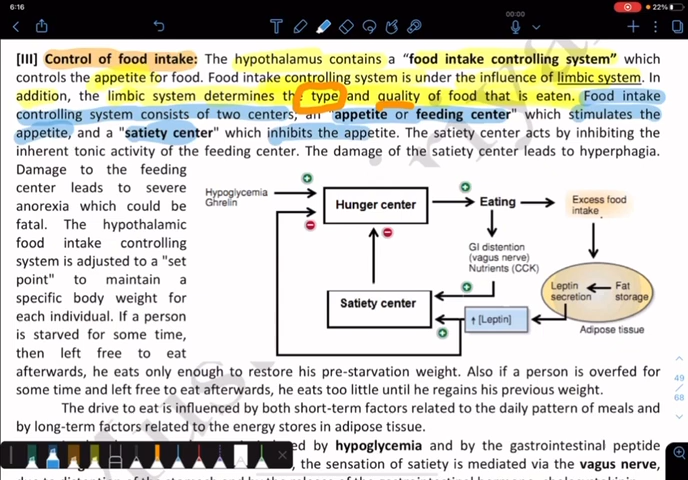 6:16
00:00
22%
[III] Control of food intake: The hypothalamus contains a "food intake controlling system" which
controls the appetite for food. Food intake controlling system is under the influence of limbic system. In
addition, the limbic system determines the type and quality of food that is eaten. Food intake
controlling system consists of two centers, an "appetite or feeding center" which stimulates the
appetite, and a "satiety center" which inhibits the appetite. The satiety center acts by inhibiting the
inherent tonic activity of the feeding center. The damage of the satiety center leads to hyperphagia.
Damage to the feeding
center leads to severe
anorexia which could be
fatal. The hypothalamic
food intake controlling
system is adjusted to a "set
point" to maintain a
specific body weight for
each individual. If a person
is starved for some time,
then left free to eat
Hypoglycemia
Ghrelin
Hunger center
Eating
Excess food
intake
GI distention
(vagus nerve)
Nutrients (CCK)
Satiety center
↑ [Leptin]
Leptin
secretion
Fat
storage
Adipose tissue
afterwards, he eats only enough to restore his pre-starvation weight. Also if a person is overfed for
some time and left free to eat afterwards, he eats too little until he regains his previous weight.
The drive to eat is influenced by both short-term factors related to the daily pattern of meals and
by long-term factors related to the energy stores in adipose tissue.
by hypoglycemia and by the gastrointestinal peptide
, the sensation of satiety is mediated via the vagus nerve,
49
68